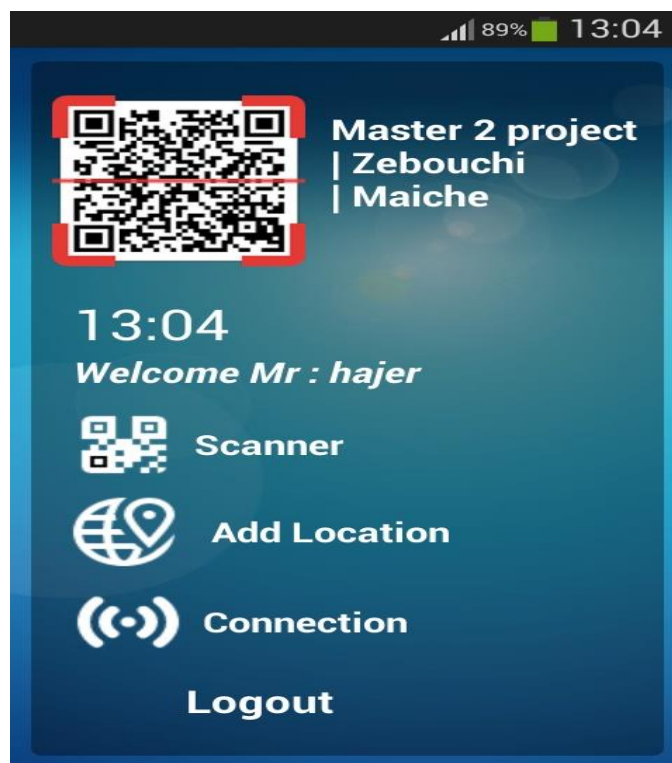 89% 13:04
Master 2 project
| Zebouchi
| Maiche
13:04
Welcome Mr : hajer
Scanner
Add Location
Connection
Logout